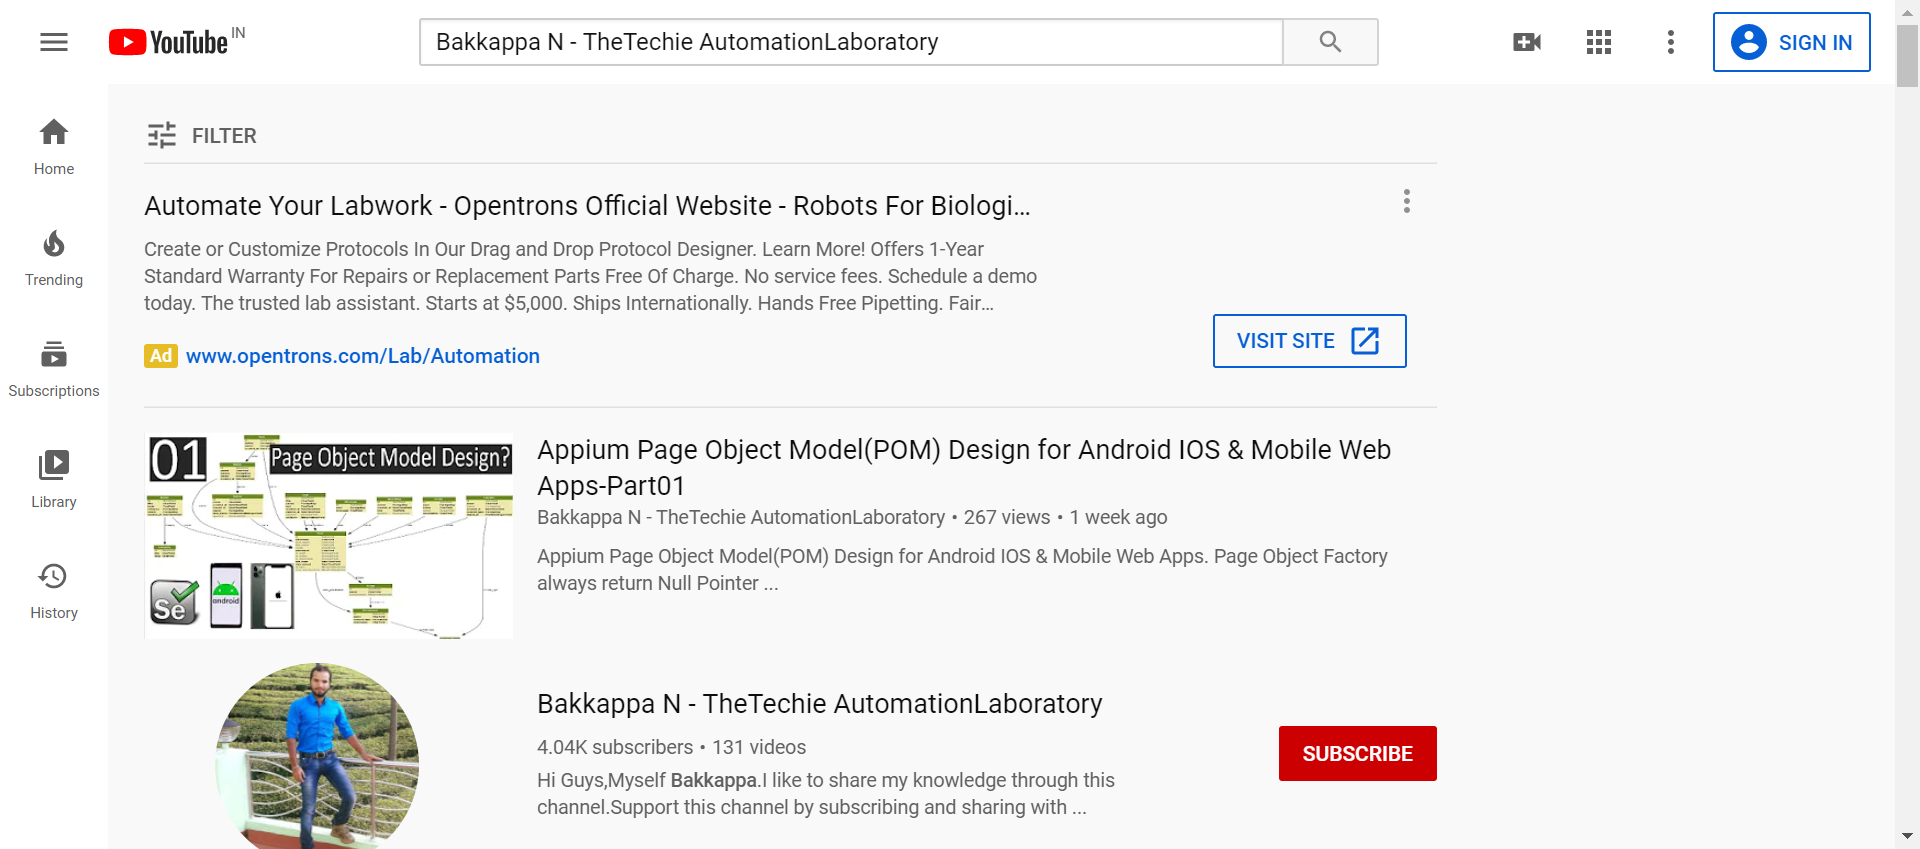 YouTube IN
Bakkappa N - TheTechie AutomationLaboratory
SIGN IN
Home
Trending
Subscriptions
Library
History
FILTER
Automate Your Labwork - Opentrons Official Website - Robots For Biologi...
Create or Customize Protocols In Our Drag and Drop Protocol Designer. Learn More! Offers 1-Year
Standard Warranty For Repairs or Replacement Parts Free Of Charge. No service fees. Schedule a demo
today. The trusted lab assistant. Starts at $5,000. Ships Internationally. Hands Free Pipetting. Fair...
Ad www.opentrons.com/Lab/Automation
VISIT SITE
01 Page Object Model Design?
Se
android
Appium Page Object Model(POM) Design for Android IOS & Mobile Web
Apps-Part01
Bakkappa N - TheTechie AutomationLaboratory • 267 views • 1 week ago
Appium Page Object Model(POM) Design for Android IOS & Mobile Web Apps. Page Object Factory
always return Null Pointer ...
Bakkappa N - TheTechie AutomationLaboratory
4.04K subscribers • 131 videos
Hi Guys,Myself Bakkappa.I like to share my knowledge through this
channel.Support this channel by subscribing and sharing with ...
SUBSCRIBE